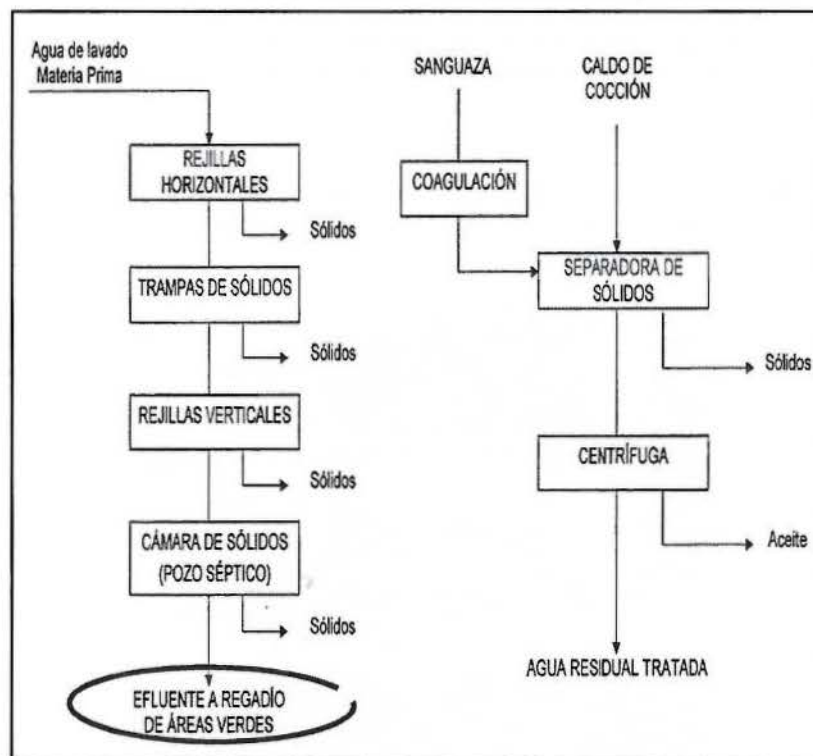 Agua de lavado
Materia Prima
REJILLAS
HORIZONTALES
Sólidos
TRAMPAS DE SÓLIDOS
Sólidos
REJILLAS VERTICALES
Sólidos
CÁMARA DE SÓLIDOS
(POZO SÉPTICO)
Sólidos
EFLUENTE A REGADÍO
DE ÁREAS VERDES
SANGUAZA
COAGULACIÓN
CALDO DE
COCCIÓN
SEPARADORA DE
SÓLIDOS
Sólidos
CENTRÍFUGA
Aceite
AGUA RESIDUAL TRATADA